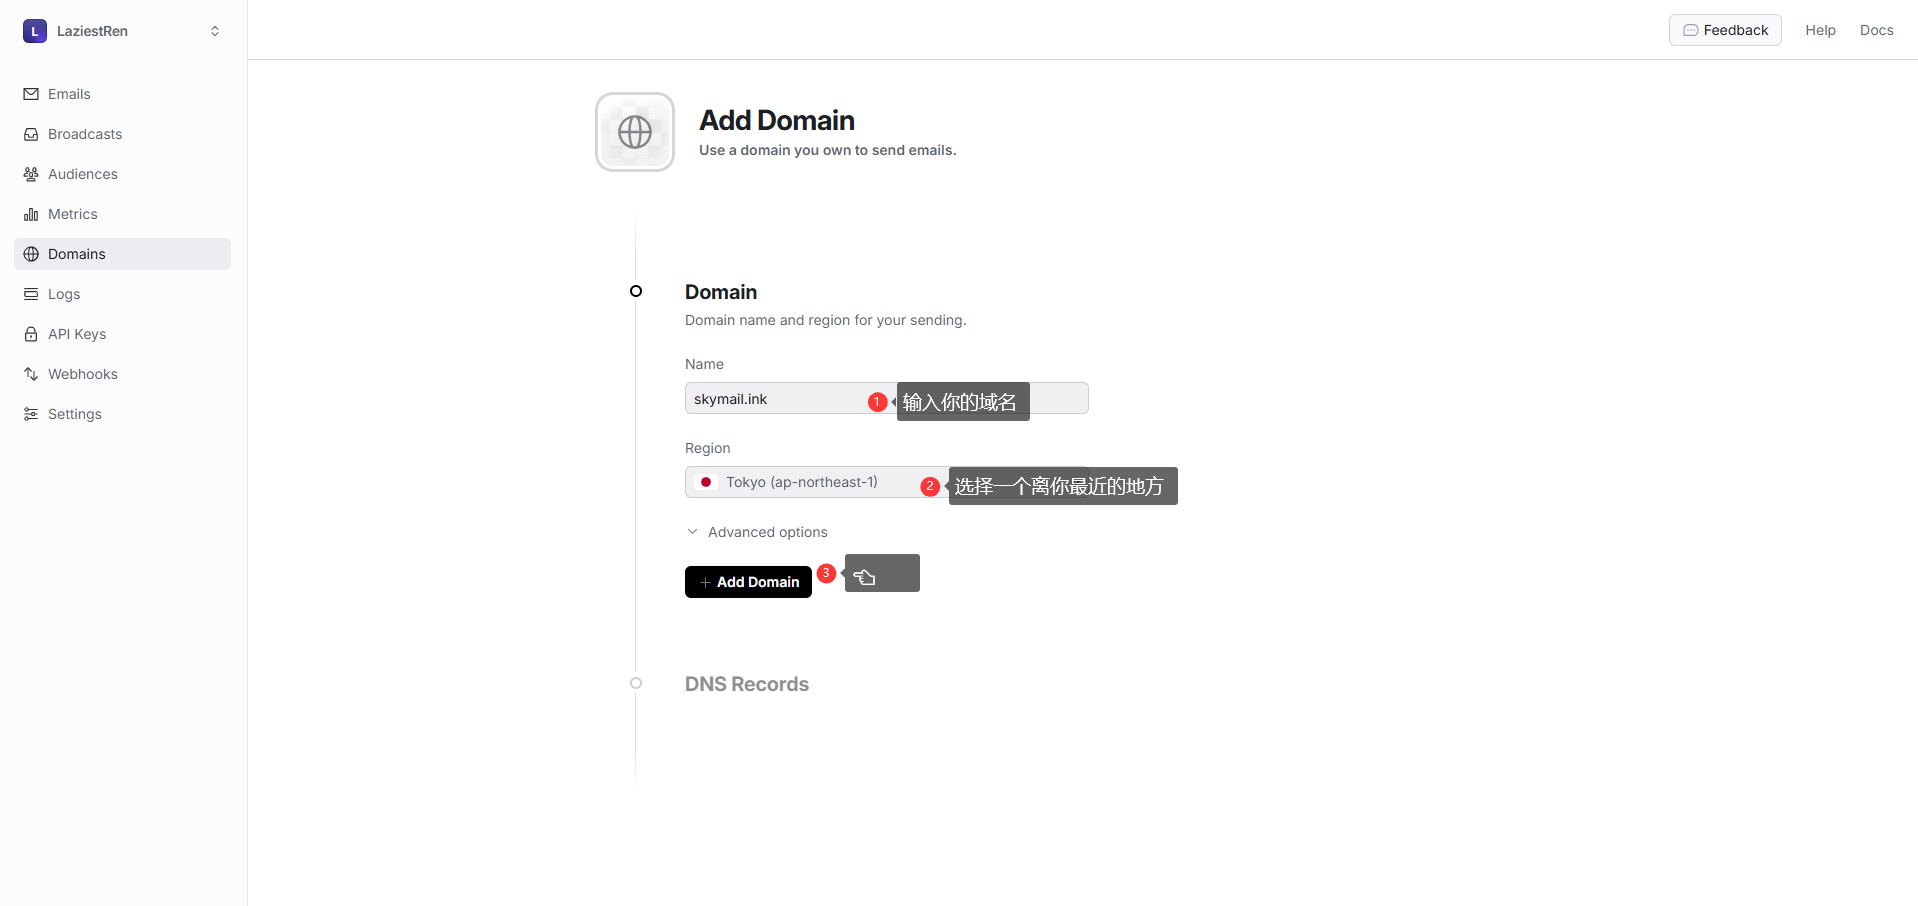 L LaziestRen
Feedback Help Docs
Emails
Broadcasts
Audiences
Metrics
Domains
Logs
API Keys
Webhooks
Settings
Add Domain
Use a domain you own to send emails.
Domain
Domain name and region for your sending.
Name
skymail.ink 1 输入你的域名
Region
Tokyo (ap-northeast-1) 2 选择一个离你最近的地方
Advanced options
+ Add Domain 3
DNS Records